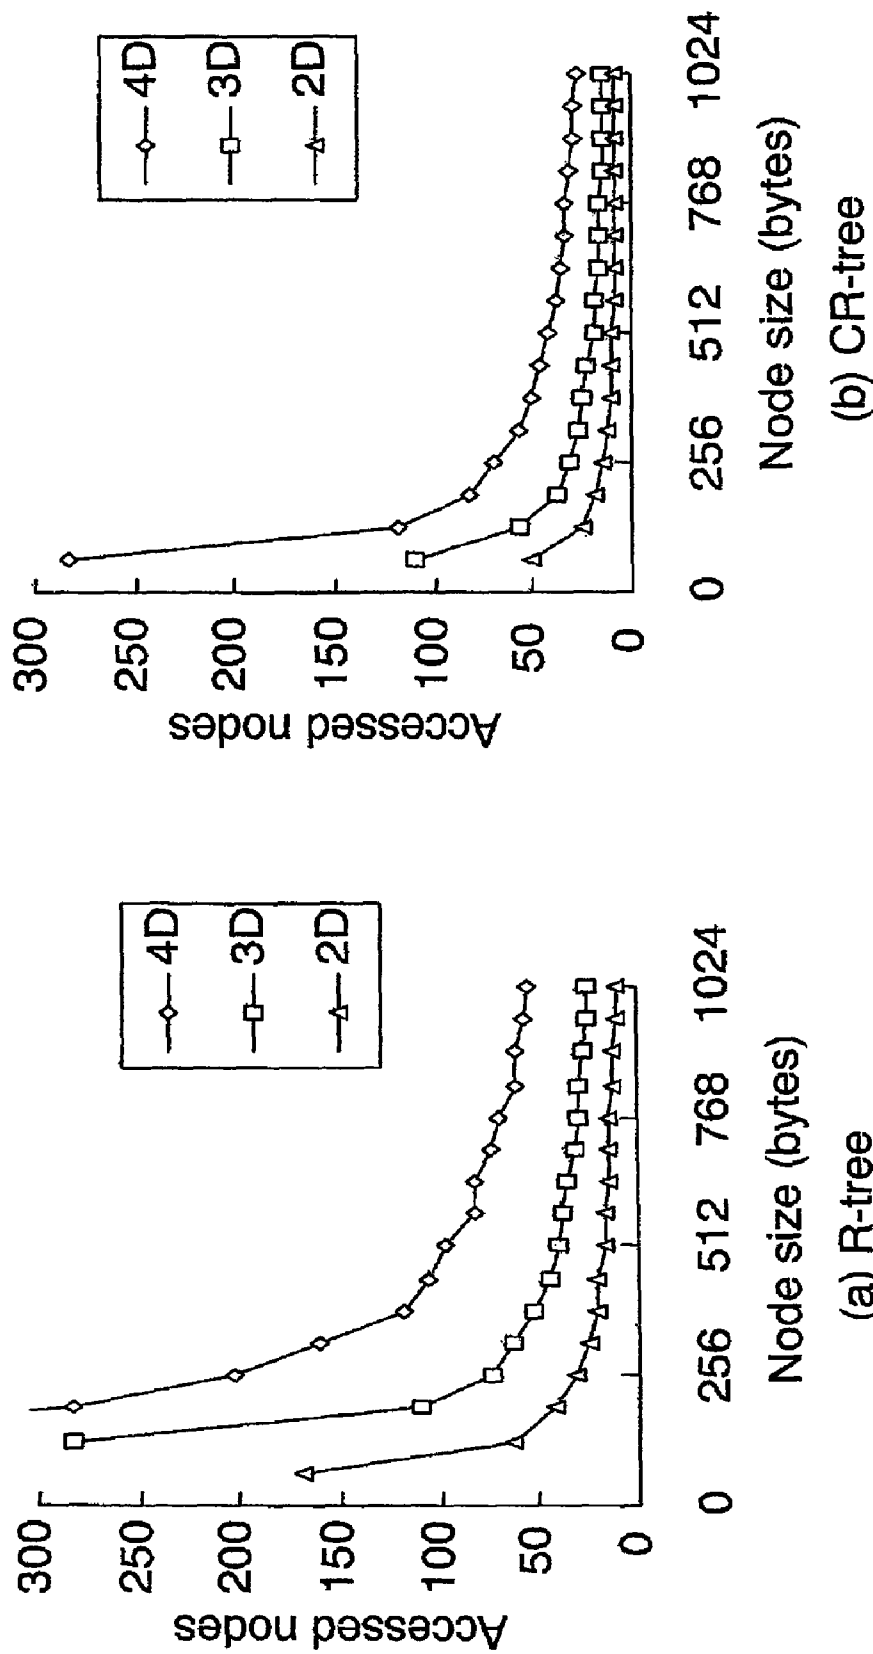 300
250
200
150
100
50
0
Accessed nodes
4D
3D
2D
0 256 512 768 1024
Node size (bytes)
(a) R-tree
300
250
200
150
100
50
0
Accessed nodes
4D
3D
2D
0 256 512 768 1024
Node size (bytes)
(b) CR-tree